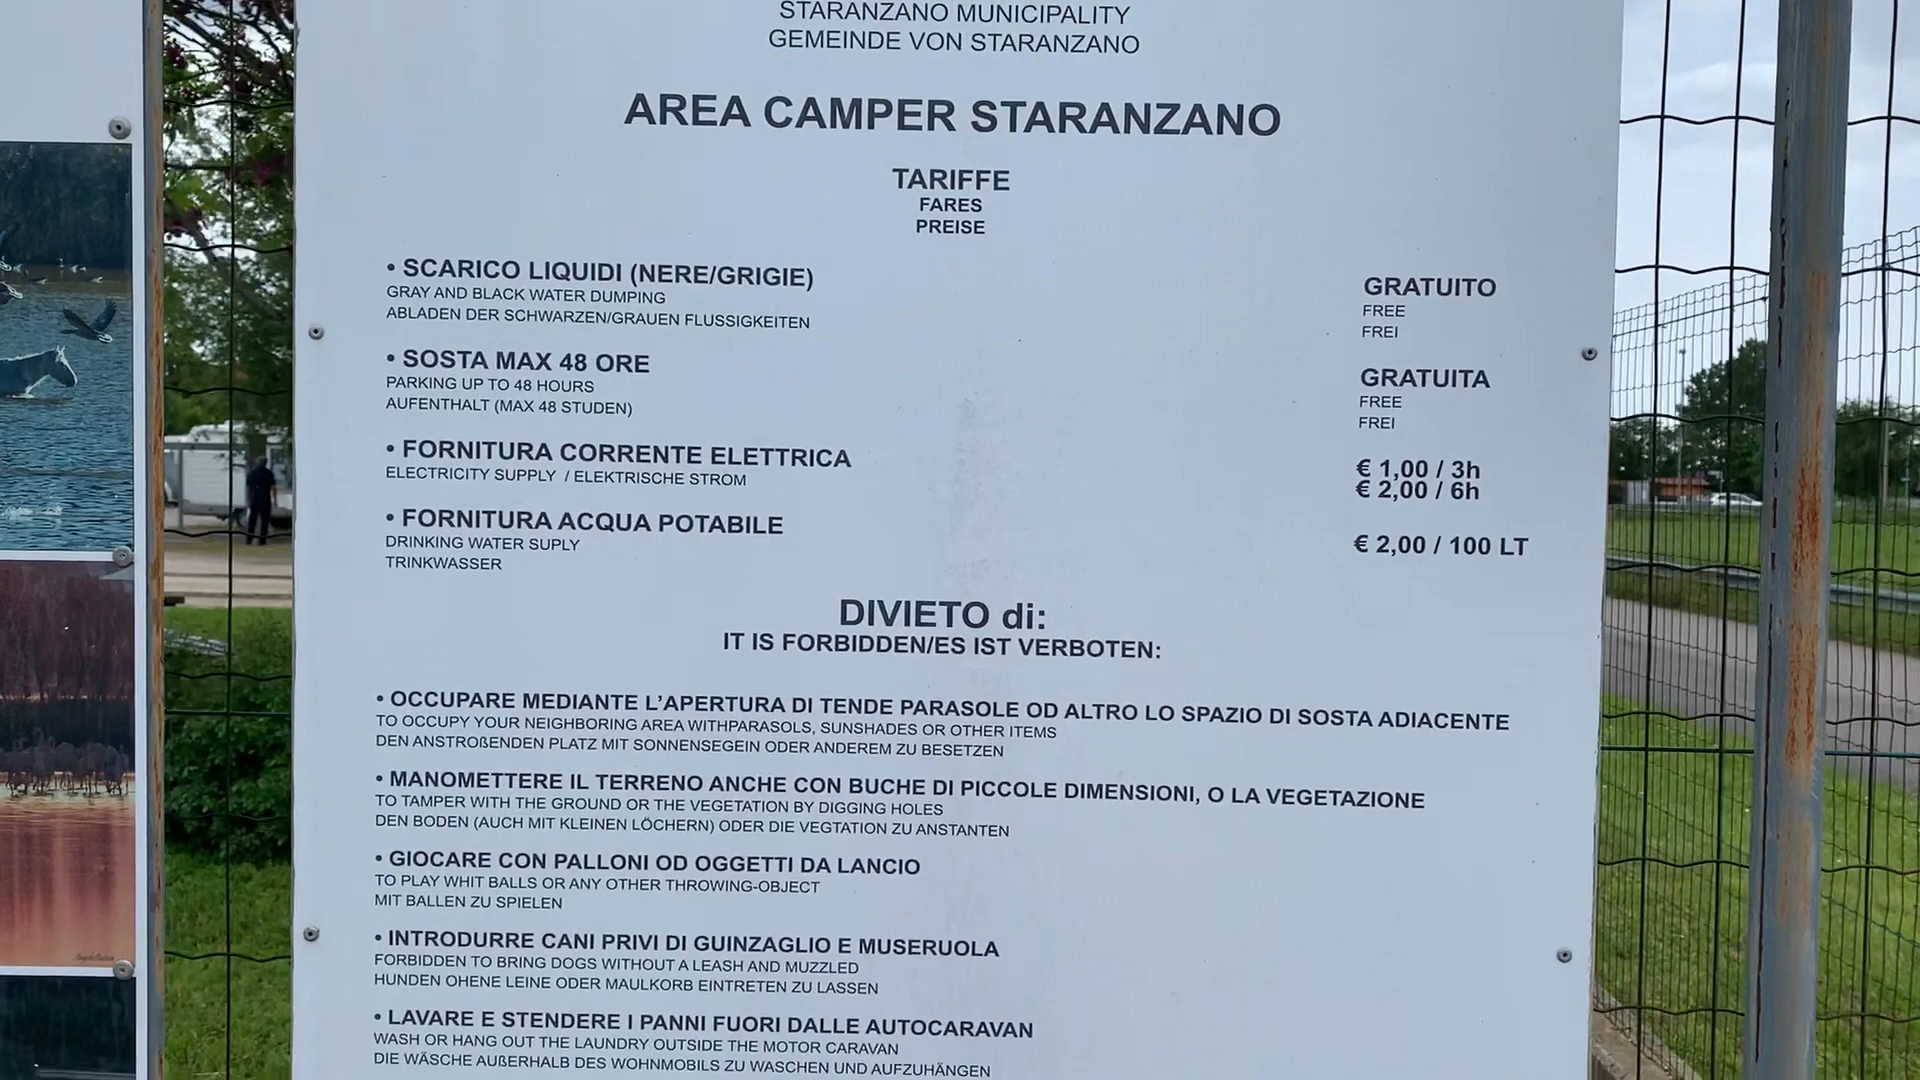 STARANZANO MUNICIPALITY
GEMEINDE VON STARANZANO
AREA CAMPER STARANZANO
TARIFFE
FARES
PREISE
• SCARICO LIQUIDI (NERE/GRIGIE)
GRAY AND BLACK WATER DUMPING
ABLADEN DER SCHWARZEN/GRAUEN FLUSSIGKEITEN
GRATUITO
FREE
FREI
• SOSTA MAX 48 ORE
PARKING UP TO 48 HOURS
AUFENTHALT (MAX 48 STUDEN)
GRATUITA
FREE
FREI
• FORNITURA CORRENTE ELETTRICA
ELECTRICITY SUPPLY / ELEKTRISCHE STROM
€ 1,00 / 3h
€ 2,00 / 6h
• FORNITURA ACQUA POTABILE
DRINKING WATER SUPLY
TRINKWASSER
€ 2,00 / 100 LT
DIVIETO di:
IT IS FORBIDDEN/ES IST VERBOTEN:
• OCCUPARE MEDIANTE L'APERTURA DI TENDE PARASOLE OD ALTRO LO SPAZIO DI SOSTA ADIACENTE
TO OCCUPY YOUR NEIGHBORING AREA WITHPARASOLS, SUNSHADES OR OTHER ITEMS
DEN ANSTROßENDEN PLATZ MIT SONNENSEGEIN ODER ANDEREM ZU BESETZEN
• MANOMETTERE IL TERRENO ANCHE CON BUCHE DI PICCOLE DIMENSIONI, O LA VEGETAZIONE
TO TAMPER WITH THE GROUND OR THE VEGETATION BY DIGGING HOLES
DEN BODEN (AUCH MIT KLEINEN LÖCHERN) ODER DIE VEGTATION ZU ANSTANTEN
• GIOCARE CON PALLONI OD OGGETTI DA LANCIO
TO PLAY WHIT BALLS OR ANY OTHER THROWING-OBJECT
MIT BALLEN ZU SPIELEN
• INTRODURRE CANI PRIVI DI GUINZAGLIO E MUSERUOLA
FORBIDDEN TO BRING DOGS WITHOUT A LEASH AND MUZZLED
HUNDEN OHENE LEINE ODER MAULKORB EINTRETEN ZU LASSEN
• LAVARE E STENDERE I PANNI FUORI DALLE AUTOCARAVAN
WASH OR HANG OUT THE LAUNDRY OUTSIDE THE MOTOR CARAVAN
DIE WÄSCHE AUßERHALB DES WOHNMOBILS ZU WASCHEN UND AUFZUHÄNGEN